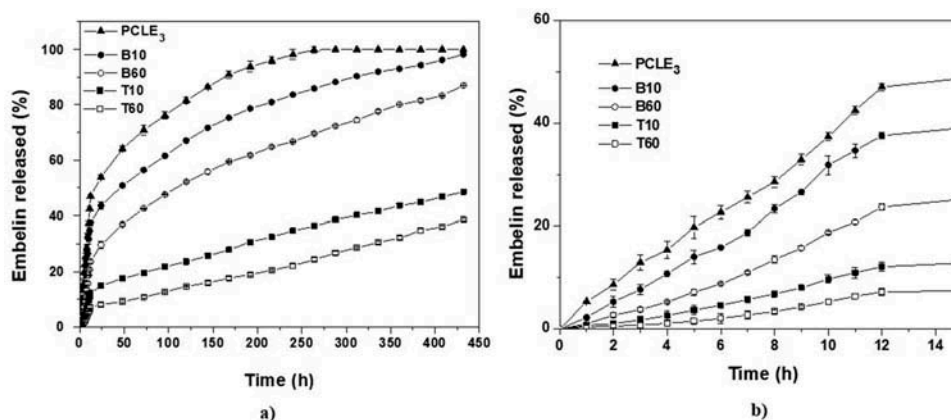 PCLE3
B10
B60
T10
T60
100
80
60
40
20
0
Embelin released (%)
0 50 100 150 200 250 300 350 400 450
Time (h)
a)
60
40
20
0
Embelin released (%)
PCLE3
B10
B60
T10
T60
0 2 4 6 8 10 12 14
Time (h)
b)